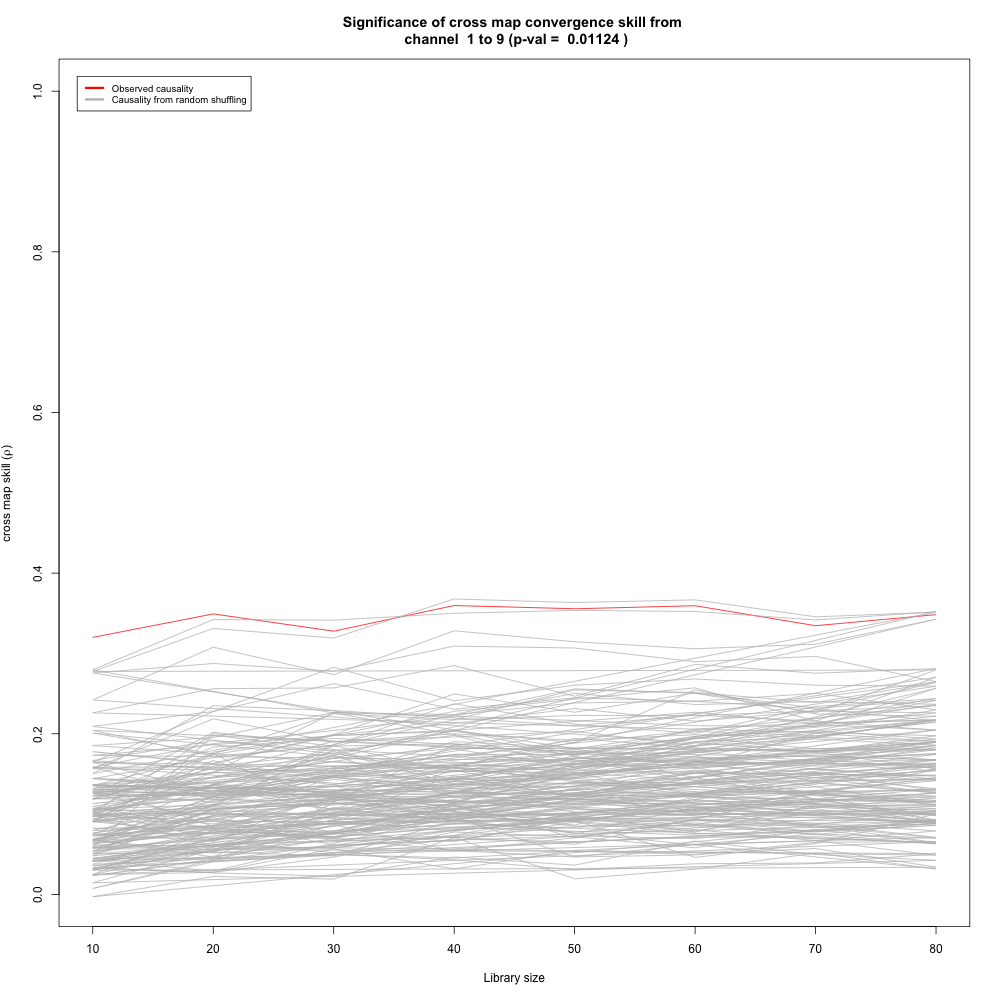 Significance of cross map convergence skill from
channel  1 to 9 (p-val =  0.01124 )
Observed causality
Causality from random shuffling
1.0
0.8
0.6
0.4
0.2
0.0
cross map skill (ρ)
10 20 30 40 50 60 70 80
Library size